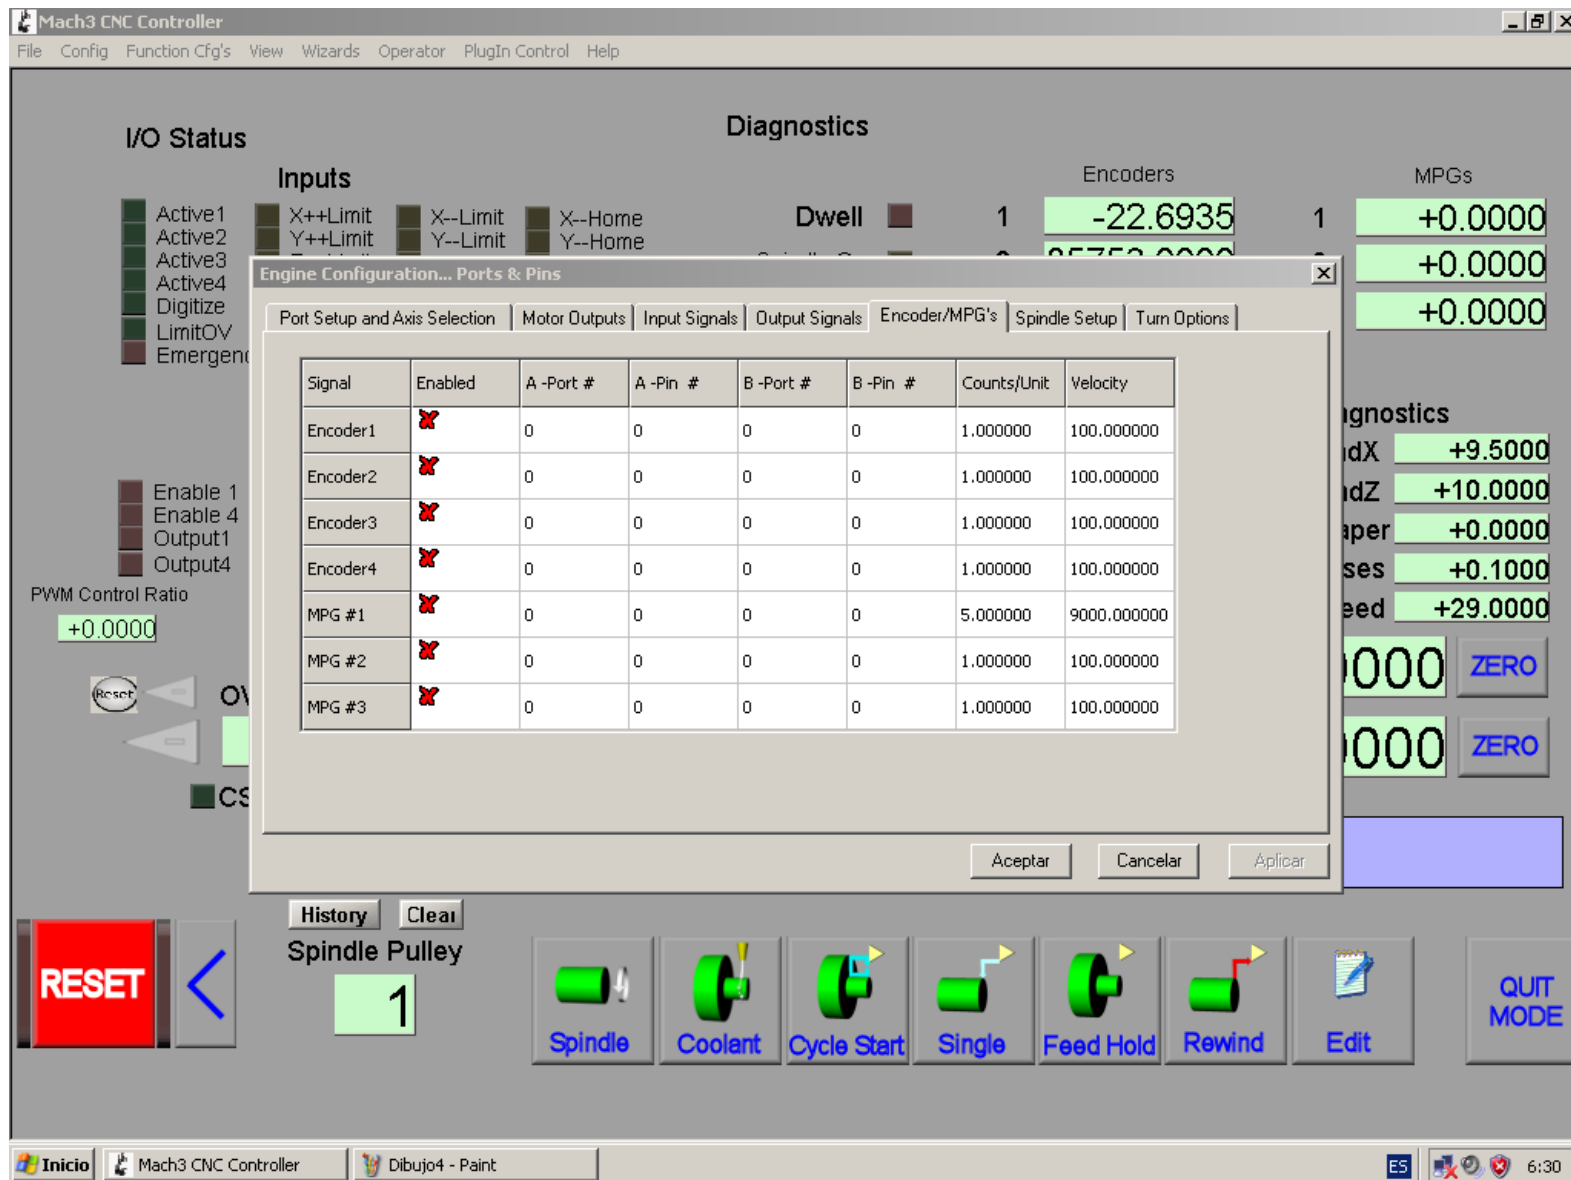 Mach3 CNC Controller
File Config Function Cfg's View Wizards Operator PlugIn Control Help
Diagnostics
I/O Status
Inputs
Encoders
MPGs
Active1
Active2
Active3
Active4
Digitize
LimitOV
X++Limit X--Limit X--Home
Y++Limit Y--Limit Y--Home
Dwell
1 -22.6935
1 +0.0000
+0.0000
+0.0000
Engine Configuration... Ports & Pins
Port Setup and Axis Selection Motor Outputs Input Signals Output Signals Encoder/MPG's Spindle Setup Turn Options
Signal Enabled A -Port # A -Pin # B -Port # B -Pin # Counts/Unit Velocity
Encoder1 0 0 0 0 1.000000 100.000000
Encoder2 0 0 0 0 1.000000 100.000000
Encoder3 0 0 0 0 1.000000 100.000000
Encoder4 0 0 0 0 1.000000 100.000000
MPG #1 0 0 0 0 5.000000 9000.000000
MPG #2 0 0 0 0 1.000000 100.000000
MPG #3 0 0 0 0 1.000000 100.000000
Aceptar Cancelar Aplicar
Enable 1
Enable 4
Output1
Output4
PWM Control Ratio
+0.0000
Reset
+9.5000
+10.0000
+0.0000
+0.1000
+29.0000
ZERO
ZERO
History Clear
Spindle Pulley
1
RESET
Spindle Coolant Cycle Start Single Feed Hold Rewind Edit
QUIT
MODE
Inicio Mach3 CNC Controller Dibujo4 - Paint ES 6:30